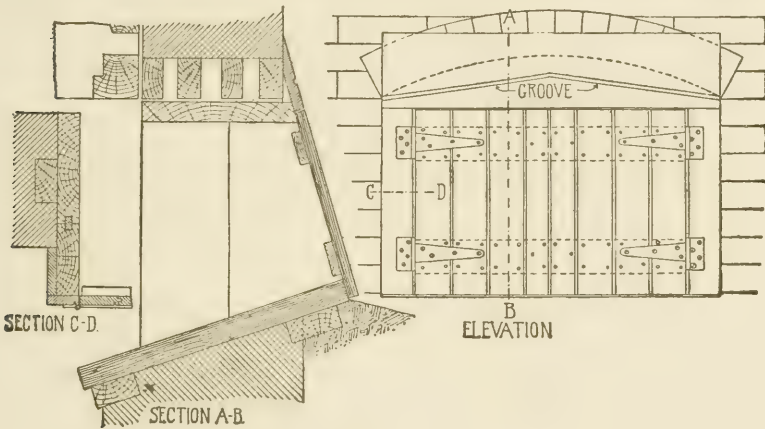 A
GROOVE
C
D
SECTION C-D.
B
ELEVATION
SECTION A-B.